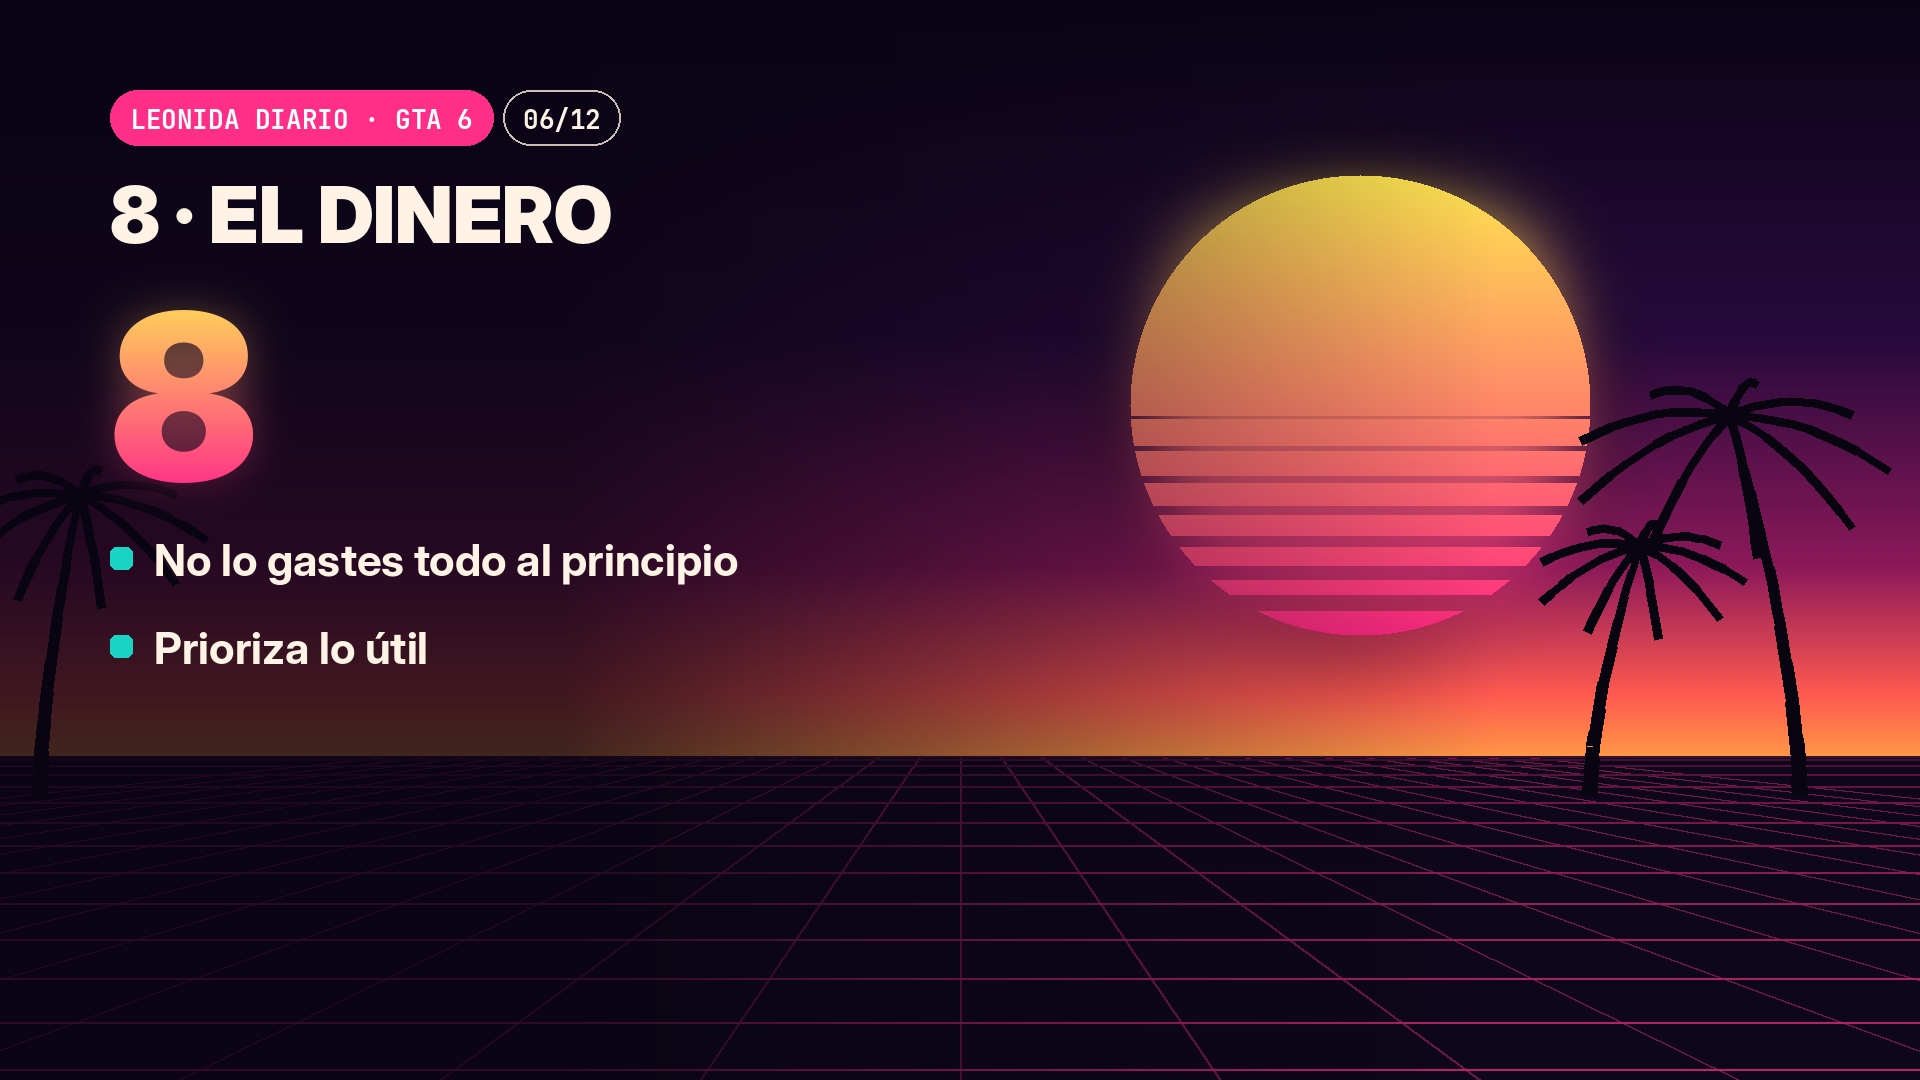 LEONIDA DIARIO · GTA 6
06/12
8 · EL DINERO
8
No lo gastes todo al principio
Prioriza lo útil